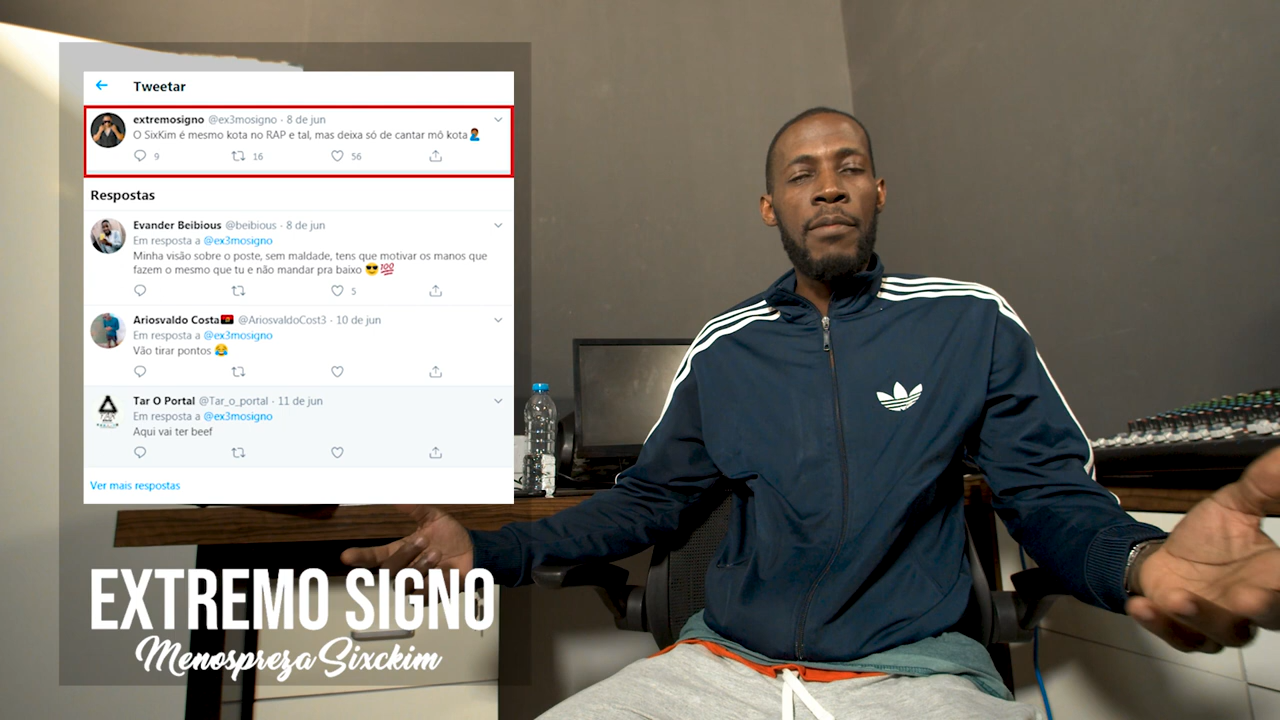 Tweetar
extremosigno @ex3mosigno · 8 de jun
O SixKim é mesmo kota no RAP e tal, mas deixa só de cantar mô kota🤦🏾‍♂️
9 16 56
Respostas
Evander Beibious @beibious · 8 de jun
Em resposta a @ex3mosigno
Minha visão sobre o poste, sem maldade, tens que motivar os manos que
fazem o mesmo que tu e não mandar pra baixo 😎💯
5
Ariosvaldo Costa🇦🇴 @AriosvaldoCost3 · 10 de jun
Em resposta a @ex3mosigno
Vão tirar pontos 😂
Tar O Portal @Tar_o_portal · 11 de jun
Em resposta a @ex3mosigno
Aqui vai ter beef
Ver mais respostas
EXTREMO SIGNO
Menospreza Sixckim